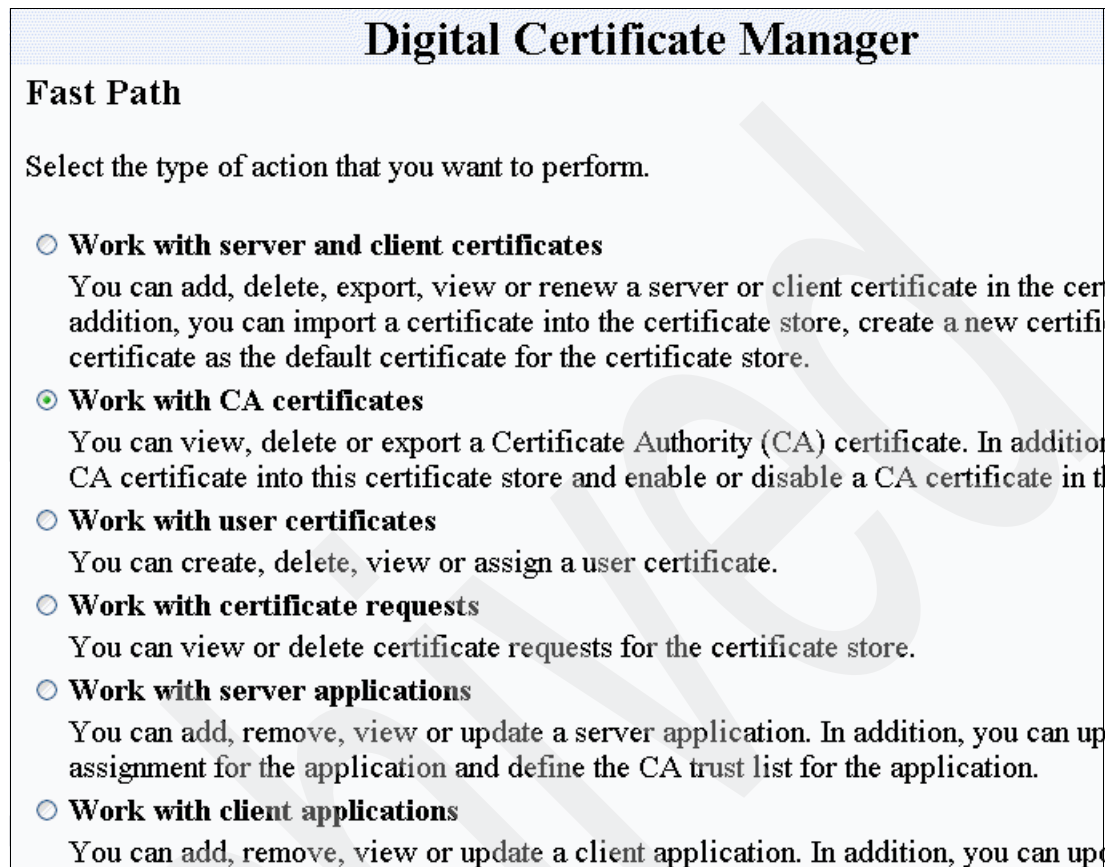 Digital Certificate Manager
Fast Path
Select the type of action that you want to perform.
Work with server and client certificates
You can add, delete, export, view or renew a server or client certificate in the cer
addition, you can import a certificate into the certificate store, create a new certifi
certificate as the default certificate for the certificate store.
Work with CA certificates
You can view, delete or export a Certificate Authority (CA) certificate. In addition
CA certificate into this certificate store and enable or disable a CA certificate in th
Work with user certificates
You can create, delete, view or assign a user certificate.
Work with certificate requests
You can view or delete certificate requests for the certificate store.
Work with server applications
You can add, remove, view or update a server application. In addition, you can up
assignment for the application and define the CA trust list for the application.
Work with client applications
You can add, remove, view or update a client application. In addition, you can upd
hived